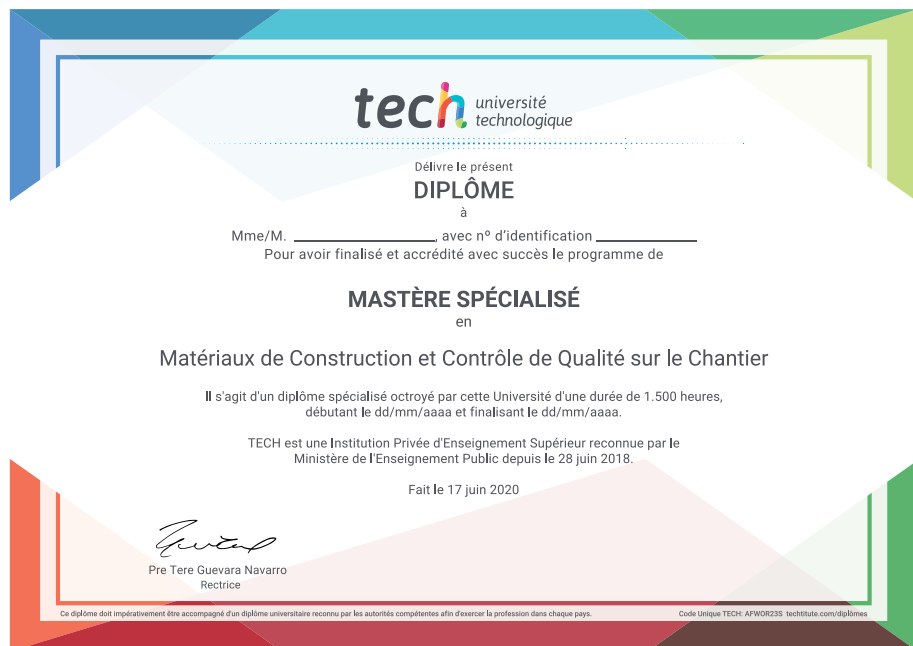 tech université
technologique
Délivre le présent
DIPLÔME
à
Mme/M. ____________________, avec nº d'identification ______________
Pour avoir finalisé et accrédité avec succès le programme de
MASTÈRE SPÉCIALISÉ
en
Matériaux de Construction et Contrôle de Qualité sur le Chantier
Il s'agit d'un diplôme spécialisé octroyé par cette Université d'une durée de 1.500 heures,
débutant le dd/mm/aaaa et finalisant le dd/mm/aaaa.
TECH est une Institution Privée d'Enseignement Supérieur reconnue par le
Ministère de l'Enseignement Public depuis le 28 juin 2018.
Fait le 17 juin 2020
Pre Tere Guevara Navarro
Rectrice
Ce diplôme doit impérativement être accompagné d'un diplôme universitaire reconnu par les autorités compétentes afin d'exercer la profession dans chaque pays.
Code Unique TECH: AFWOR23S techtitute.com/diplômes